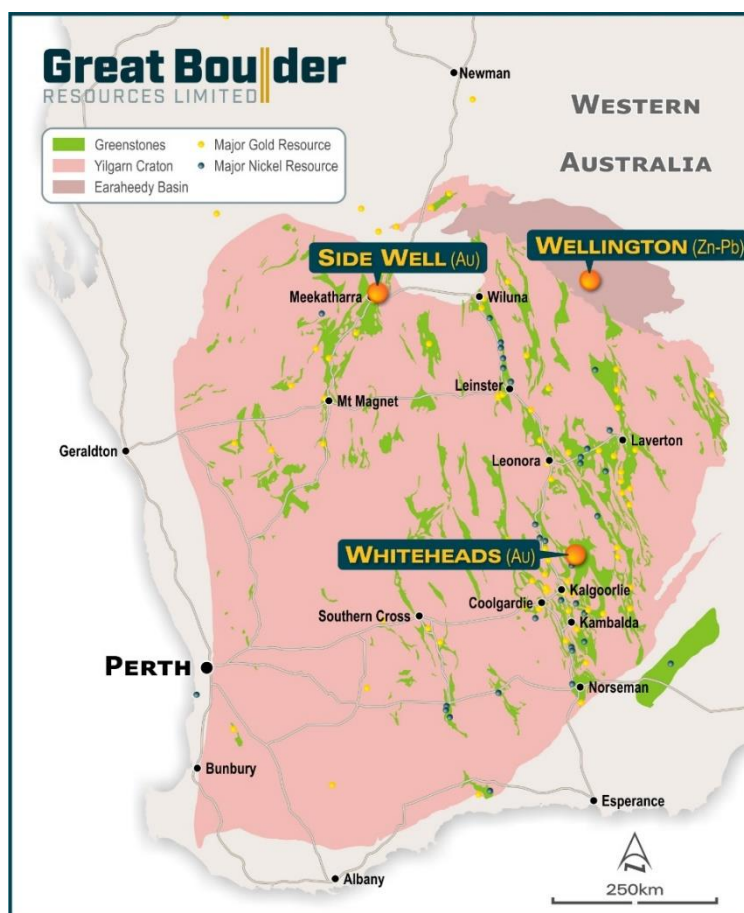 Great Boulder
RESOURCES LIMITED
Greenstones
Yilgarn Craton
Earaheedy Basin
Major Gold Resource
Major Nickel Resource
WESTERN
AUSTRALIA
Newman
SIDE WELL (Au)
WELLINGTON (Zn-Pb)
Meekatharra
Wiluna
Leinster
Mt Magnet
Laverton
Geraldton
Leonora
WHITEHEADS (Au)
Kalgoorlie
Coolgardie
Southern Cross
Kambalda
PERTH
Norseman
Bunbury
Esperance
N
250km
Albany